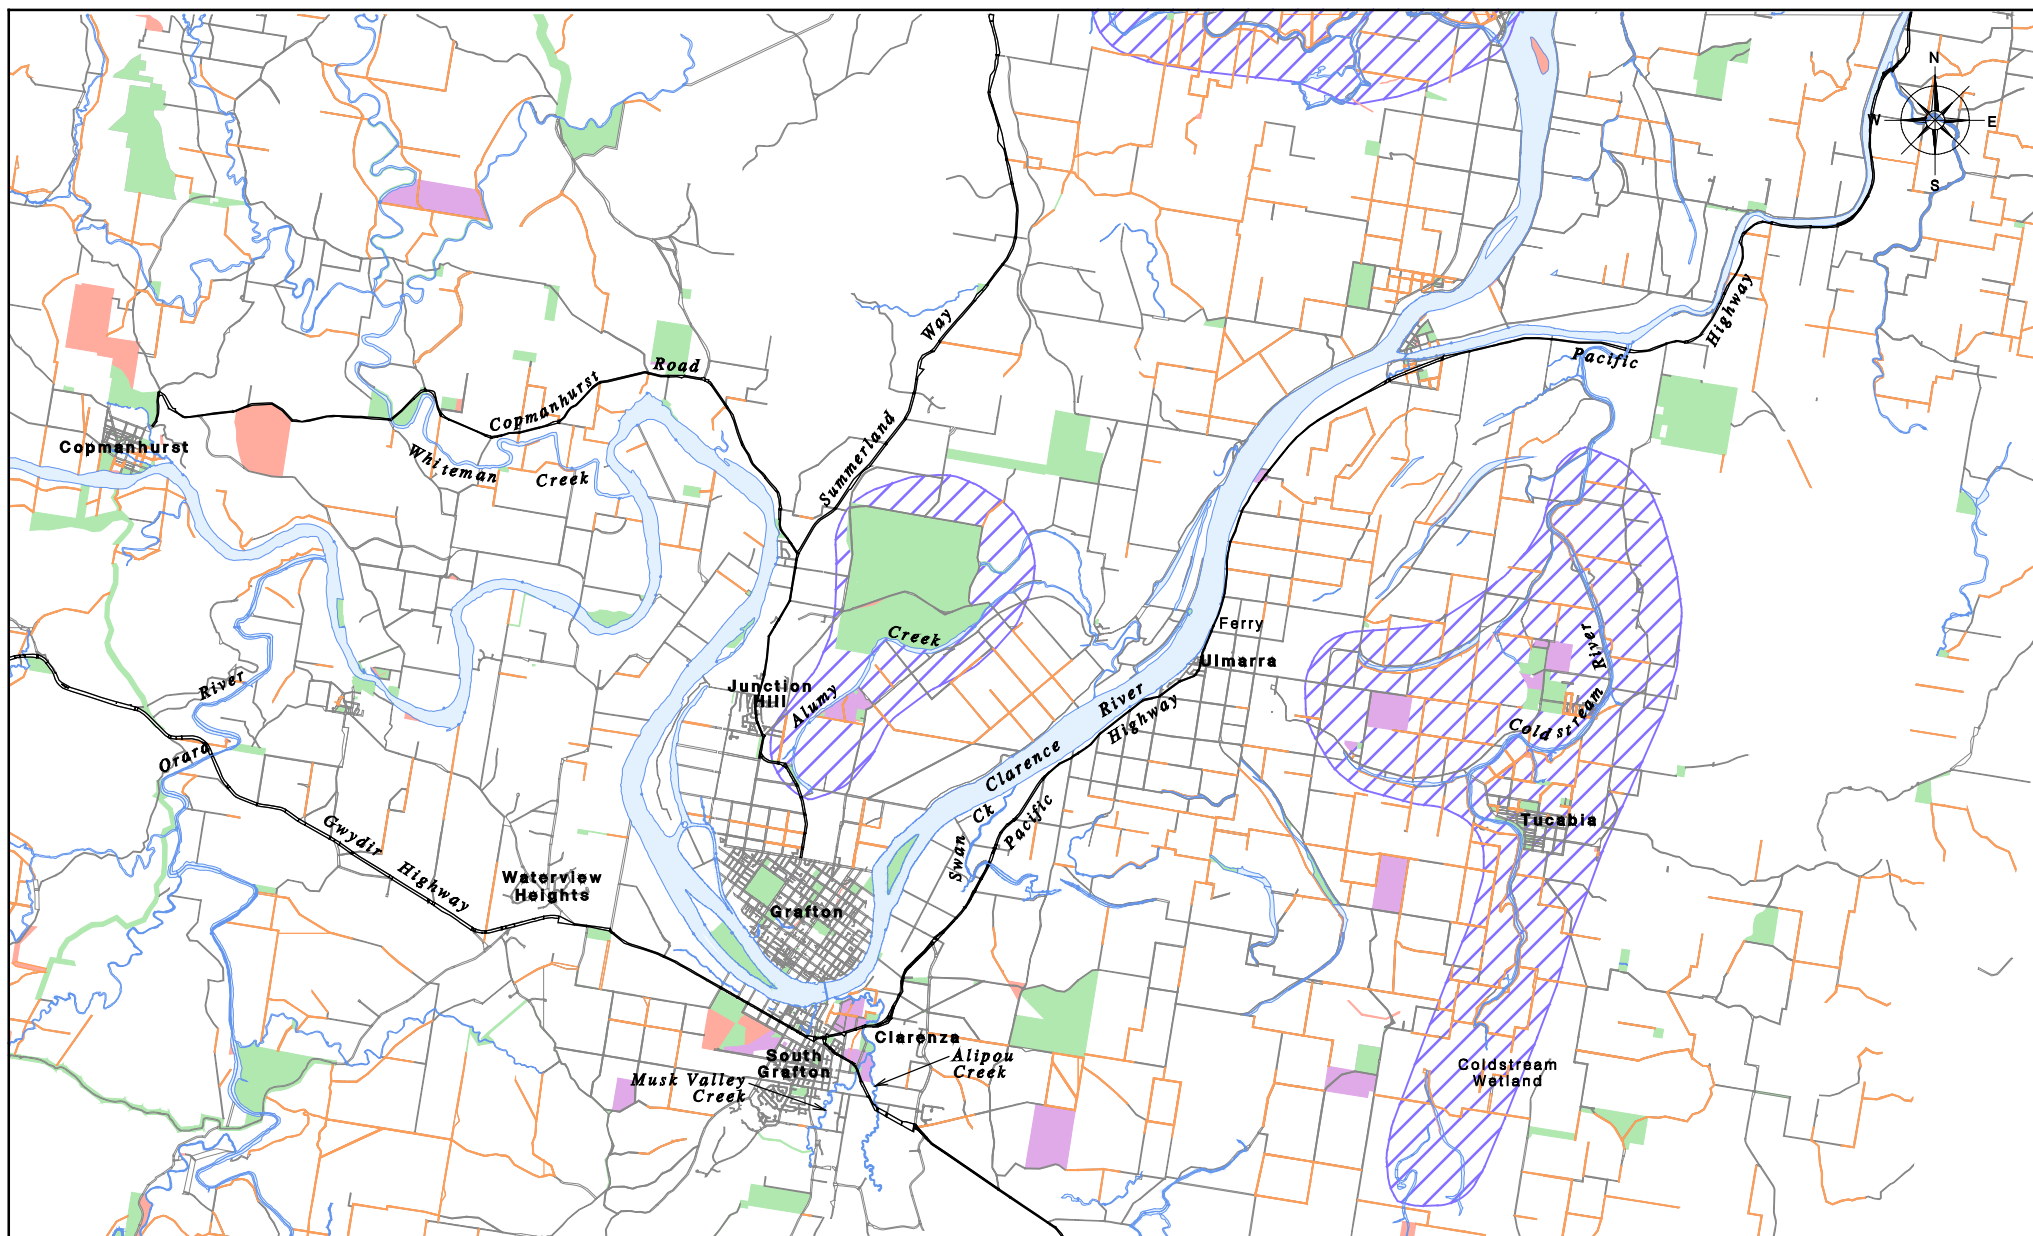 N
W
E
S
Way
Highway
Pacific
Road
Copmanhurst
Summerland
Copmanhurst
Whiteman
Creek
Ferry
Creek
River
Ulmarra
River
Junction
Hill
Alumy
River
Highway
Coldstream
Orara
Clarence
Ck
Swan
Pacific
Tucabia
Gwydir
Highway
Waterview
Heights
Grafton
Clarenza
South
Grafton
Alipou
Creek
Musk Valley
Creek
Coldstream
Wetland